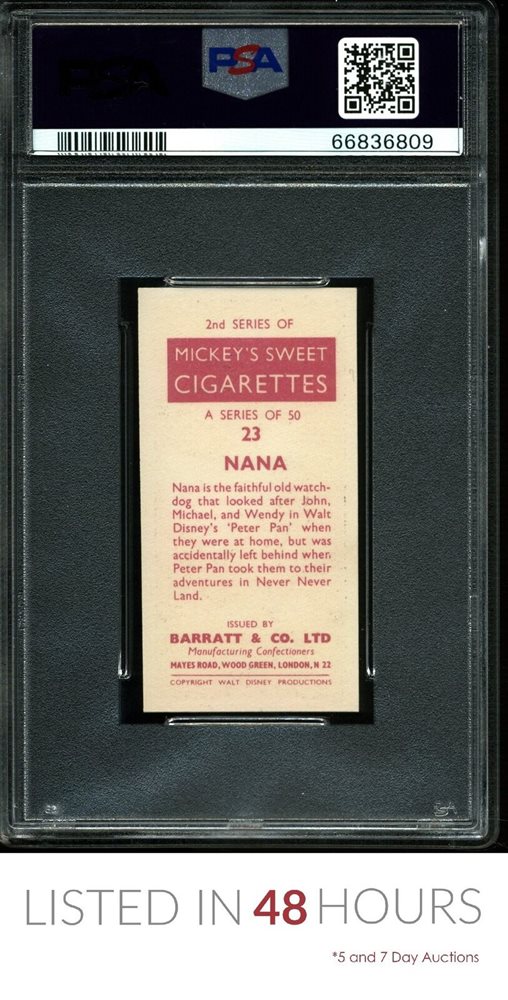 PSA
66836809
2nd SERIES OF
MICKEY'S SWEET
CIGARETTES
A SERIES OF 50
23
NANA
Nana is the faithful old watch-
dog that looked after John,
Michael, and Wendy in Walt
Disney's 'Peter Pan' when
they were at home, but was
accidentally left behind when
Peter Pan took them to their
adventures in Never Never
Land.
ISSUED BY
BARRATT & CO. LTD
Manufacturing Confectioners
MAYES ROAD, WOOD GREEN, LONDON, N 22
COPYRIGHT WALT DISNEY PRODUCTIONS
LISTED IN 48 HOURS
*5 and 7 Day Auctions